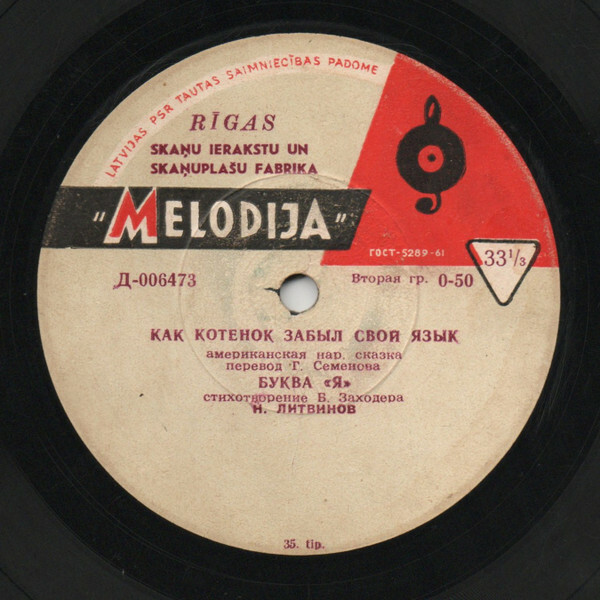 LATVIJAS PSR TAUTAS SAIMNIECĪBAS PADOME
RĪGAS
SKAŅU IERAKSTU UN
SKAŅUPLAŠU FABRIKA
"MELODIJA"
ГОСТ-5289-61
33⅓
Д-006473
Вторая гр. 0-50
КАК КОТЕНОК ЗАБЫЛ СВОЙ ЯЗЫК
американская нар. сказка
перевод Г. Семенова
БУКВА «Я»
стихотворение Б. Заходера
Н. ЛИТВИНОВ
35. tip.